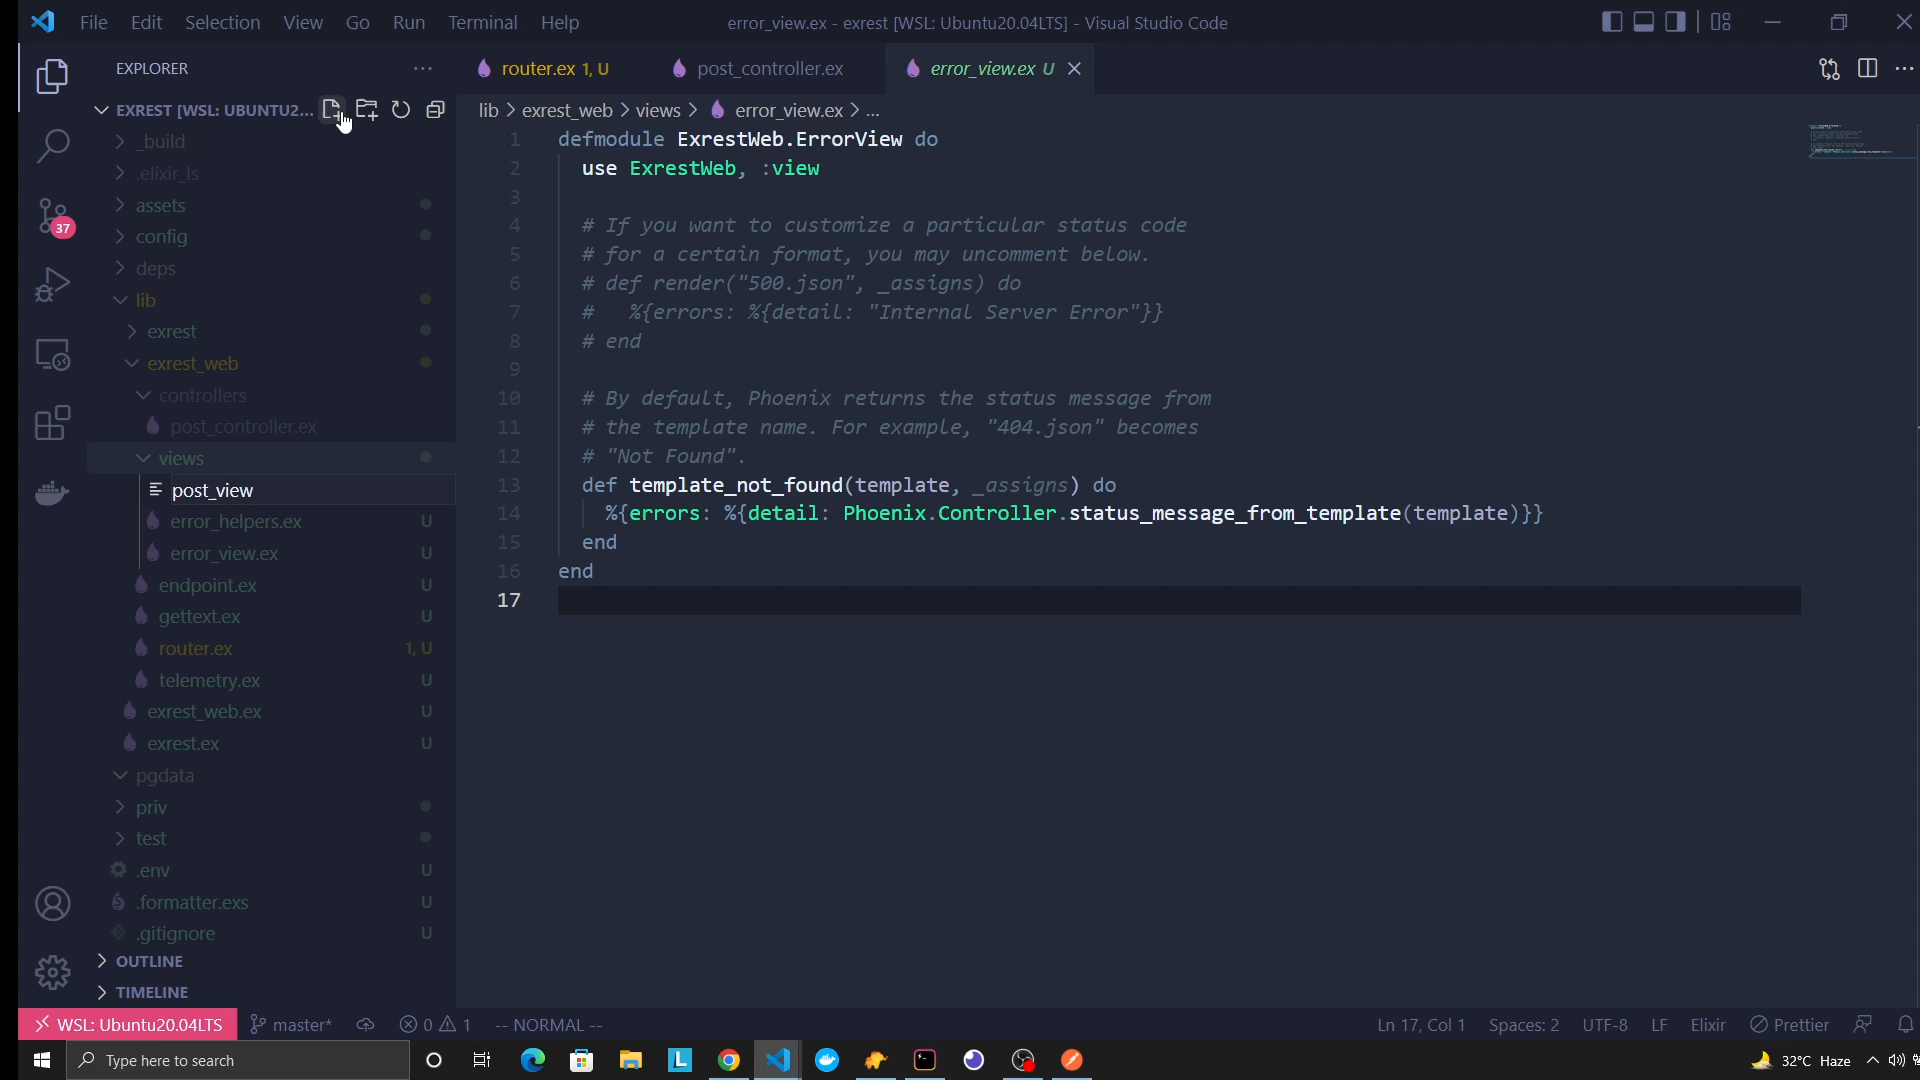 File Edit Selection View Go Run Terminal Help
error_view.ex - exrest [WSL: Ubuntu20.04LTS] - Visual Studio Code
EXPLORER
router.ex 1, U
post_controller.ex
error_view.ex U
EXREST [WSL: UBUNTU2...
lib > exrest_web > views > error_view.ex > ...
_build
.elixir_ls
assets
config
deps
lib
exrest
exrest_web
controllers
post_controller.ex
views
post_view
error_helpers.ex U
error_view.ex U
endpoint.ex U
gettext.ex U
router.ex 1, U
telemetry.ex U
exrest_web.ex U
exrest.ex U
pgdata
priv
test
.env U
.formatter.exs U
.gitignore U
OUTLINE
TIMELINE
37
1 defmodule ExrestWeb.ErrorView do
2 use ExrestWeb, :view
3
4 # If you want to customize a particular status code
5 # for a certain format, you may uncomment below.
6 # def render("500.json", _assigns) do
7 #   %{errors: %{detail: "Internal Server Error"}}
8 # end
9
10 # By default, Phoenix returns the status message from
11 # the template name. For example, "404.json" becomes
12 # "Not Found".
13 def template_not_found(template, _assigns) do
14 %{errors: %{detail: Phoenix.Controller.status_message_from_template(template)}}
15 end
16 end
17
WSL: Ubuntu20.04LTS master* 0 1 -- NORMAL --
Ln 17, Col 1 Spaces: 2 UTF-8 LF Elixir Prettier
Type here to search
32°C Haze